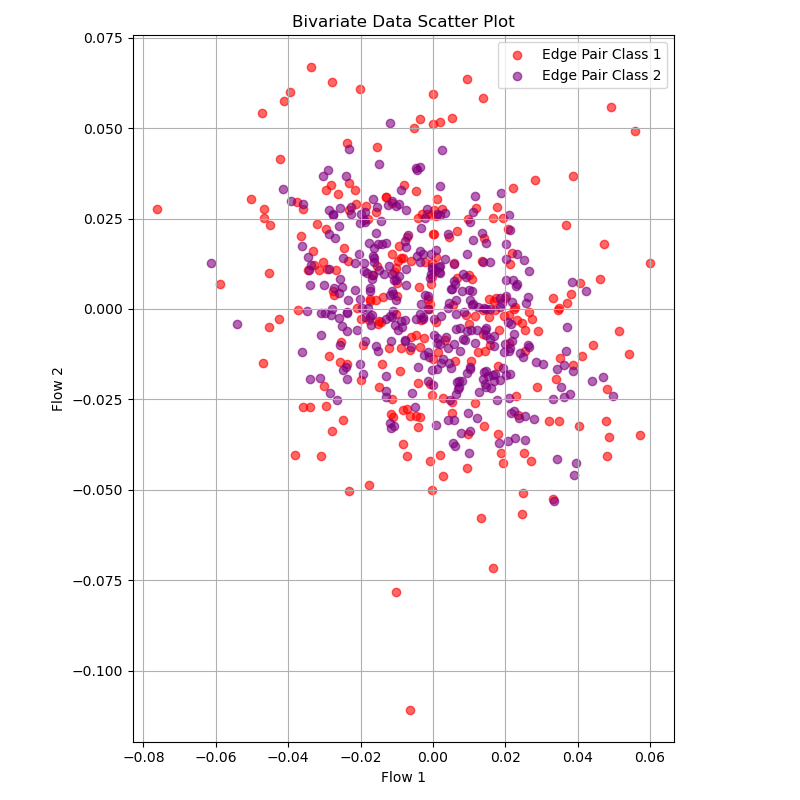 Bivariate Data Scatter Plot
Edge Pair Class 1
Edge Pair Class 2
0.075
0.050
0.025
0.000
−0.025
−0.050
−0.075
−0.100
Flow 2
−0.08 −0.06 −0.04 −0.02 0.00 0.02 0.04 0.06
Flow 1